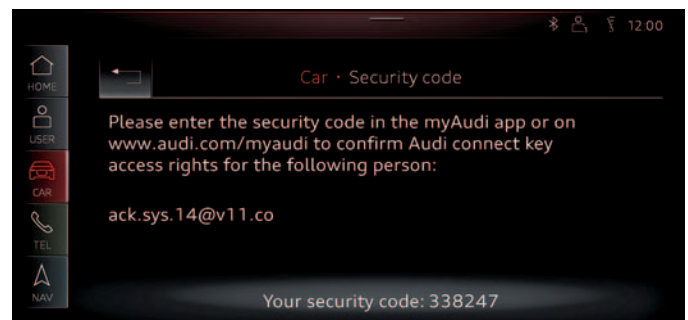 12:00
HOME
USER
CAR
TEL
NAV
Car · Security code
Please enter the security code in the myAudi app or on
www.audi.com/myaudi to confirm Audi connect key
access rights for the following person:
ack.sys.14@v11.co
Your security code: 338247